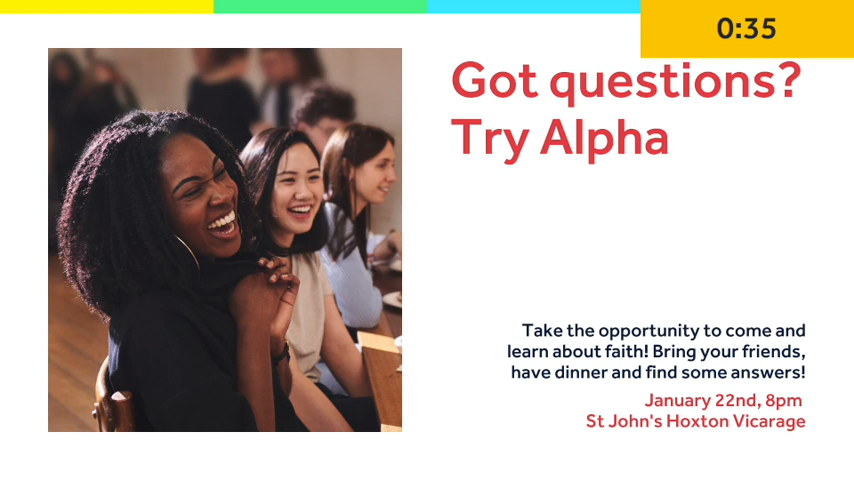 0:35
Got questions?
Try Alpha
Take the opportunity to come and
learn about faith! Bring your friends,
have dinner and find some answers!
January 22nd, 8pm
St John's Hoxton Vicarage